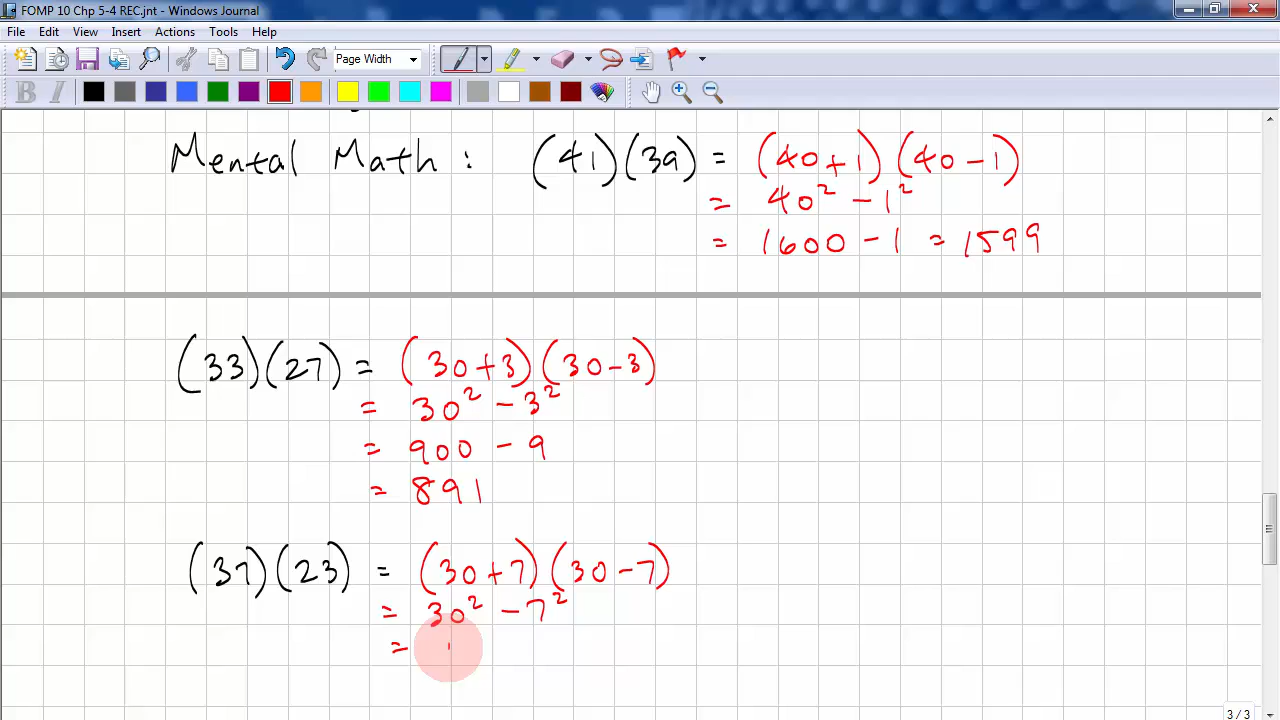 FOMP 10 Chp 5-4 REC.jnt - Windows Journal
File Edit View Insert Actions Tools Help
Page Width
B I
Mental Math : (41)(39) = (40+1)(40-1)
= 40² - 1²
= 1600 - 1 = 1599
(33)(27) = (30+3)(30-3)
= 30² - 3²
= 900 - 9
= 891
(37)(23) = (30+7)(30-7)
= 30² - 7²
=
3 / 3